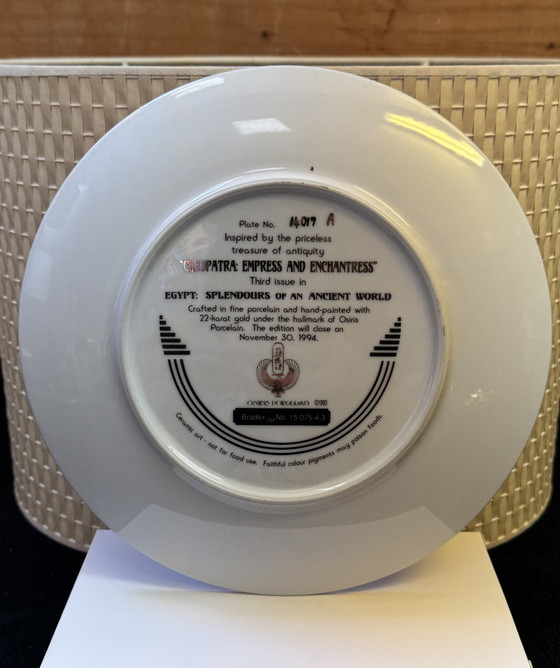 Plate No. 14017 A
Inspired by the priceless
treasure of antiquity
"CLEOPATRA: EMPRESS AND ENCHANTRESS"
Third issue in
EGYPT: SPLENDOURS OF AN ANCIENT WORLD
Crafted in fine porcelain and hand-painted with
22-karat gold under the hallmark of Osiris
Porcelain. The edition will close on
November 30, 1994.
OSIRIS PORCELAIN ©1993
Bradex No. 15-075-4.3
Ceramic art - not for food use. Faithful colour pigments may poison foods.